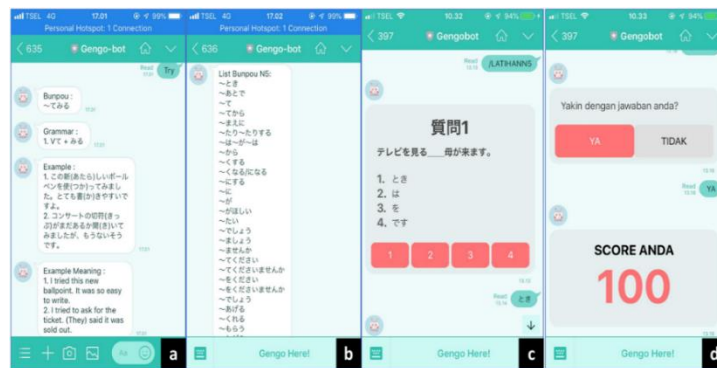 TSEL 4G 17.01 99%
Personal Hotspot: 1 Connection
636 Gengo-bot
Read
17.01
Try
Bunpou :
～てみる
17.01
Grammar :
1. Vて + みる
17.01
Example :
1. この新(あたら)しいボール
ペンを使(つか)ってみまし
た。とても書(か)きやすいで
すよ。
2. コンサートの切符(きっ
ぷ)がまだあるか聞(き)いて
みましたが、もうないそう
です。
17.01
Example Meaning :
1. I tried this new
ballpoint. It was so easy
to write.
2. I tried to ask for the
ticket. (They) said it was
sold out.
17.01
Aa
a
TSEL 4G 17.02 99%
Personal Hotspot: 1 Connection
636 Gengo-bot
List Bunpou N5:
～とき
～あとで
～て
～てから
～まえに
～たり~たりする
～は~が~は
～から
～くする
～くなる/になる
～にする
～に
～が
～がほしい
～たい
～でしょう
～ましょう
～ませんか
～てください
～てくださいませんか
～をください
～をくださいませんか
～でしょう
～あげる
～くれる
～もらう
Gengo Here!
b
TSEL 10.32 94%
397 Gengobot
Read
/LATIHANN5
質問1
テレビを見る___母が来ます。
1. とき
2. は
3. を
4. です
1 2 3 4
Read
とき
Gengo Here!
c
TSEL 10.33 94%
397 Gengobot
Yakin dengan jawaban anda?
YA TIDAK
Read
YA
SCORE ANDA
100
Gengo Here!
d